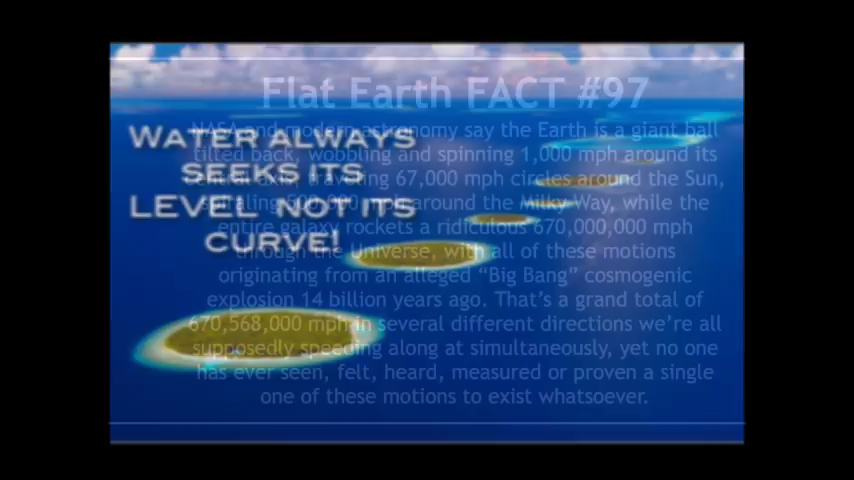 Flat Earth FACT #97
NASA and modern astronomy say the Earth is a giant ball
tilted back, wobbling and spinning 1,000 mph around its
central axis, traveling 67,000 mph circles around the Sun,
spiraling 500,000 mph around the Milky Way, while the
entire galaxy rockets a ridiculous 670,000,000 mph
through the Universe, with all of these motions
originating from an alleged “Big Bang” cosmogenic
explosion 14 billion years ago. That’s a grand total of
670,568,000 mph in several different directions we’re all
supposedly speeding along at simultaneously, yet no one
has ever seen, felt, heard, measured or proven a single
one of these motions to exist whatsoever.
WATER ALWAYS
SEEKS ITS
LEVEL NOT ITS
CURVE!